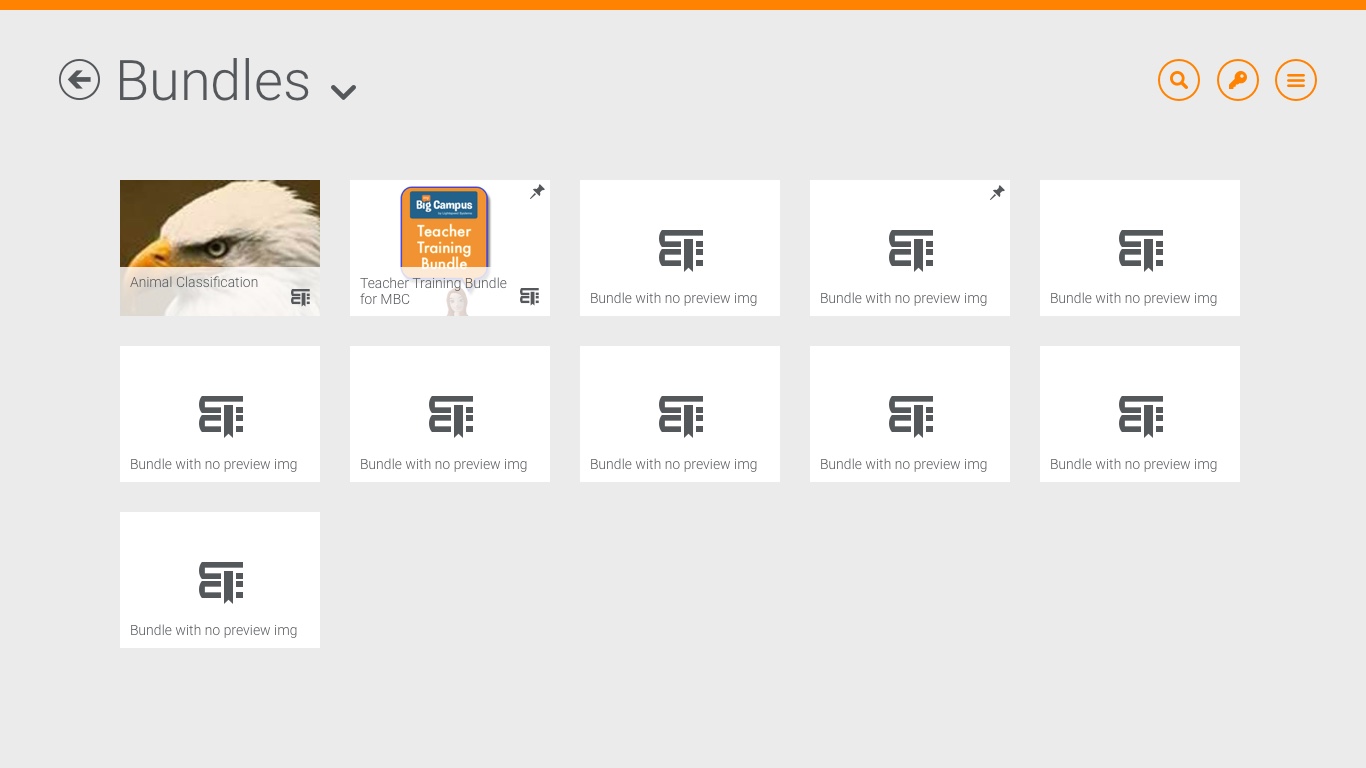 Bundles
Big Campus
Teacher
Training
Bundle
Animal Classification
Teacher Training Bundle
for MBC
Bundle with no preview img
Bundle with no preview img
Bundle with no preview img
Bundle with no preview img
Bundle with no preview img
Bundle with no preview img
Bundle with no preview img
Bundle with no preview img
Bundle with no preview img